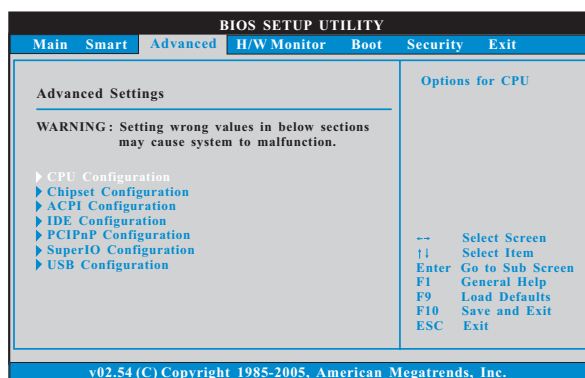 BIOS SETUP UTILITY
Main Smart Advanced H/W Monitor Boot Security Exit
Advanced Settings
WARNING : Setting wrong values in below sections
may cause system to malfunction.
CPU Configuration
Chipset Configuration
ACPI Configuration
IDE Configuration
PCIPnP Configuration
SuperIO Configuration
USB Configuration
Options for CPU
←→ Select Screen
↑↓ Select Item
Enter Go to Sub Screen
F1 General Help
F9 Load Defaults
F10 Save and Exit
ESC Exit
v02.54 (C) Copyright 1985-2005, American Megatrends, Inc.